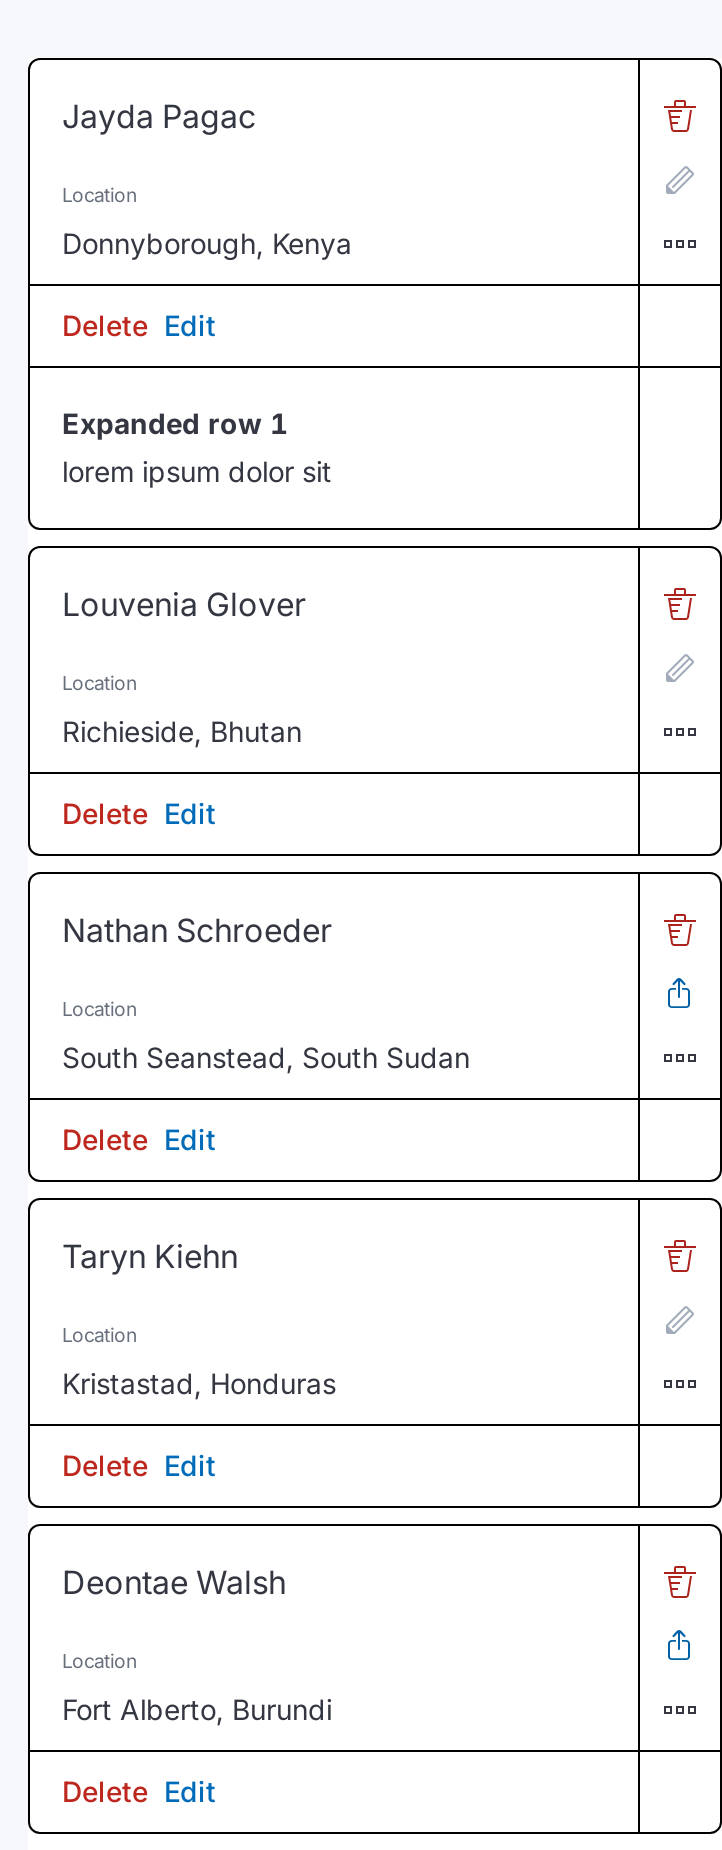 Jayda Pagac
Location
Donnyborough, Kenya
Delete Edit
Expanded row 1
lorem ipsum dolor sit
Louvenia Glover
Location
Richieside, Bhutan
Delete Edit
Nathan Schroeder
Location
South Seanstead, South Sudan
Delete Edit
Taryn Kiehn
Location
Kristastad, Honduras
Delete Edit
Deontae Walsh
Location
Fort Alberto, Burundi
Delete Edit